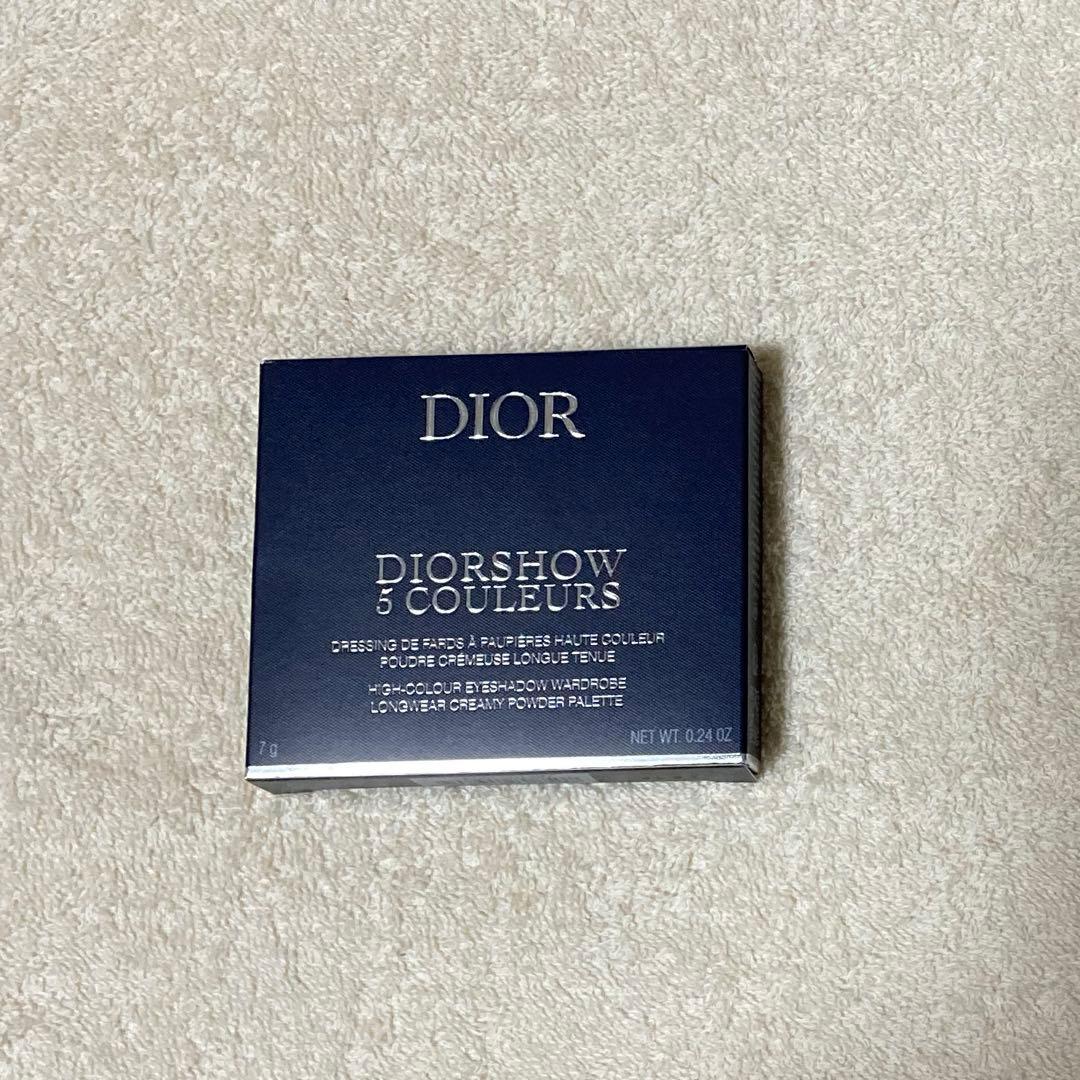 DIOR
DIORSHOW
5 COULEURS
DRESSING DE FARDS À PAUPIÈRES HAUTE COULEUR
POUDRE CRÉMEUSE LONGUE TENUE
HIGH-COLOUR EYESHADOW WARDROBE
LONGWEAR CREAMY POWDER PALETTE
7 g
NET WT. 0.24 OZ